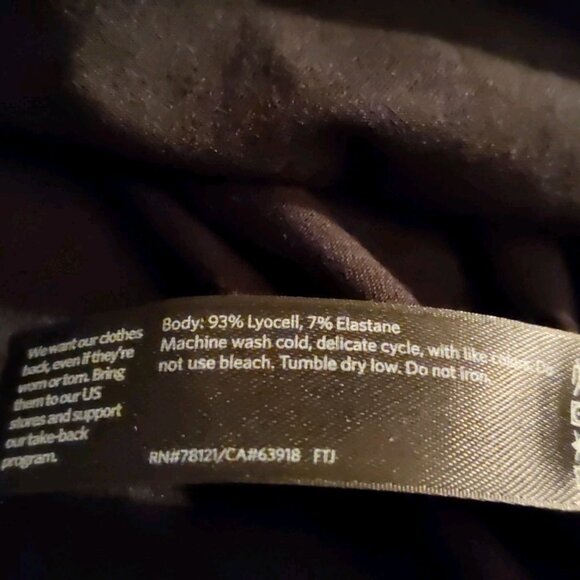 We want our clothes
back, even if they're
worn or torn. Bring
them to our US
stores and support
our take-back
program.
Body: 93% Lyocell, 7% Elastane
Machine wash cold, delicate cycle, with like
not use bleach. Tumble dry low. Do not iron.
RN#78121/CA#63918 FTJ